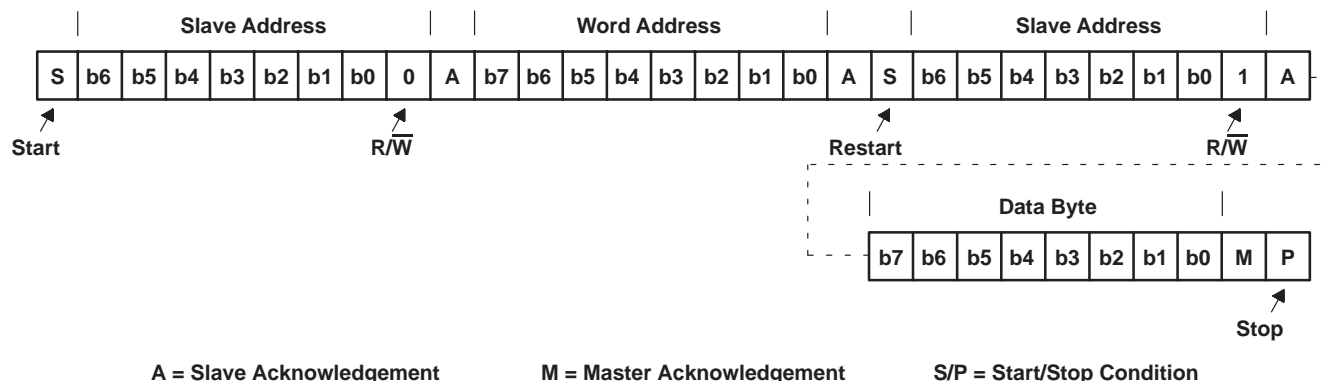 Slave Address Word Address Slave Address
S b6 b5 b4 b3 b2 b1 b0 0 A b7 b6 b5 b4 b3 b2 b1 b0 A S b6 b5 b4 b3 b2 b1 b0 1 A
Start R/W̅ Restart R/W̅
Data Byte
b7 b6 b5 b4 b3 b2 b1 b0 M P
Stop
A = Slave Acknowledgement M = Master Acknowledgement S/P = Start/Stop Condition